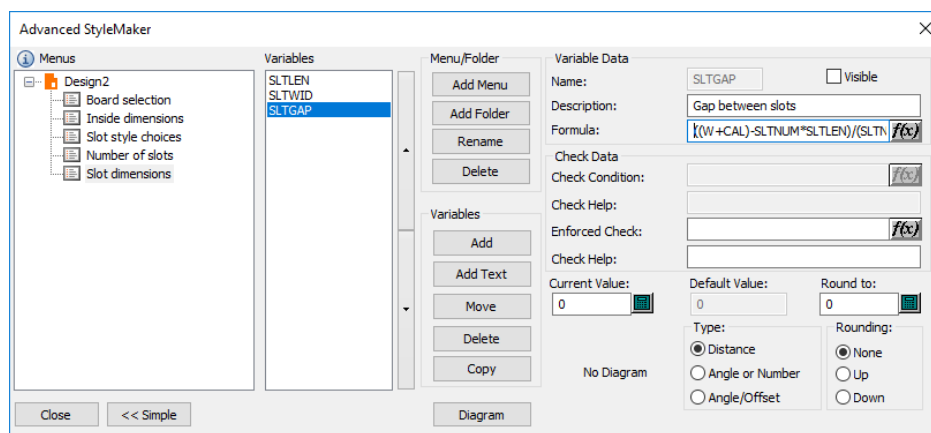 Advanced StyleMaker
Menus
Design2
Board selection
Inside dimensions
Slot style choices
Number of slots
Slot dimensions
Variables
SLTLEN
SLTWID
SLTGAP
Menu/Folder
Add Menu
Add Folder
Rename
Delete
Variables
Add
Add Text
Move
Delete
Copy
Variable Data
Name: SLTGAP Visible
Description: Gap between slots
Formula: ((W+CAL)-SLTNUM*SLTLEN)/(SLTN f(x)
Check Data
Check Condition: f(x)
Check Help:
Enforced Check: f(x)
Check Help:
Current Value: Default Value: Round to:
0 0 0
No Diagram
Type:
Distance
Angle or Number
Angle/Offset
Rounding:
None
Up
Down
Close << Simple Diagram